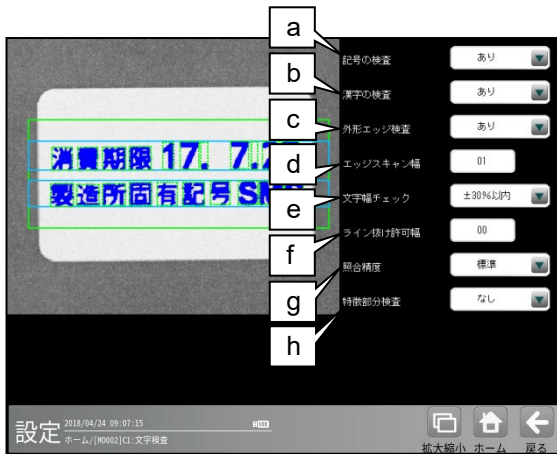 a
記号の検査 あり
b
漢字の検査 あり
c
外形エッジ検査 あり
消費期限 17. 7.2
d
エッジスキャン幅 01
製造所固有記号SM
e
文字幅チェック ±30%以内
f
ライン抜け許可幅 00
g
照合精度 標準
h
特徴部分検査 なし
設定
2018/04/24 09:07:15
ホーム/[M0002]C1:文字検査
拡大縮小 ホーム 戻る